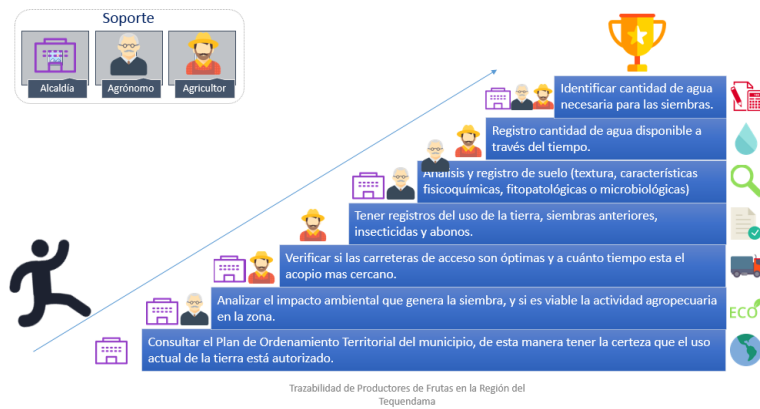 Soporte
Alcaldía
Agrónomo
Agricultor
Identificar cantidad de agua
necesaria para las siembras.
Registro cantidad de agua disponible a
través del tiempo.
Análisis y registro de suelo (textura, características
fisicoquímicas, fitopatológicas o microbiológicas)
Tener registros del uso de la tierra, siembras anteriores,
insecticidas y abonos.
Verificar si las carreteras de acceso son óptimas y a cuánto tiempo esta el
acopio mas cercano.
Analizar el impacto ambiental que genera la siembra, y si es viable la actividad agropecuaria
en la zona.
ECO
Consultar el Plan de Ordenamiento Territorial del municipio, de esta manera tener la certeza que el uso
actual de la tierra está autorizado.
Trazabilidad de Productores de Frutas en la Región del
Tequendama